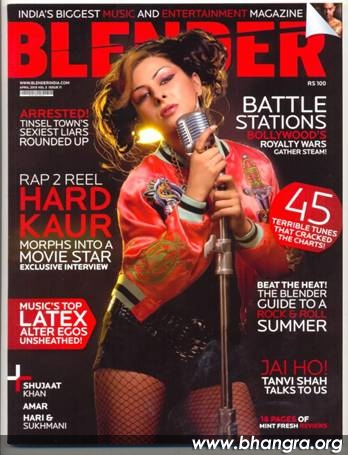 INDIA'S BIGGEST MUSIC AND ENTERTAINMENT MAGAZINE
BLENDER
WWW.BLENDERINDIA.COM
RS 100
ARRESTED!
TINSEL TOWN'S
SEXIEST LIARS
ROUNDED UP
RAP 2 REEL
HARD
KAUR
MORPHS INTO A
MOVIE STAR
EXCLUSIVE INTERVIEW
MUSIC'S TOP
LATEX
ALTER EGOS
UNSHEATHED!
+
SHUJAAT
KHAN
AMAR
HARI &
SUKHMANI
BATTLE
STATIONS
BOLLYWOOD'S
ROYALTY WARS
GATHER STEAM!
45
TERRIBLE TUNES
THAT CRACKED
THE CHARTS!
BEAT THE HEAT!
THE BLENDER
GUIDE TO A
ROCK & ROLL
SUMMER
JAI HO!
TANVI SHAH
TALKS TO US
18 PAGES OF
MINT FRESH REVIEWS
www.bhangra.org